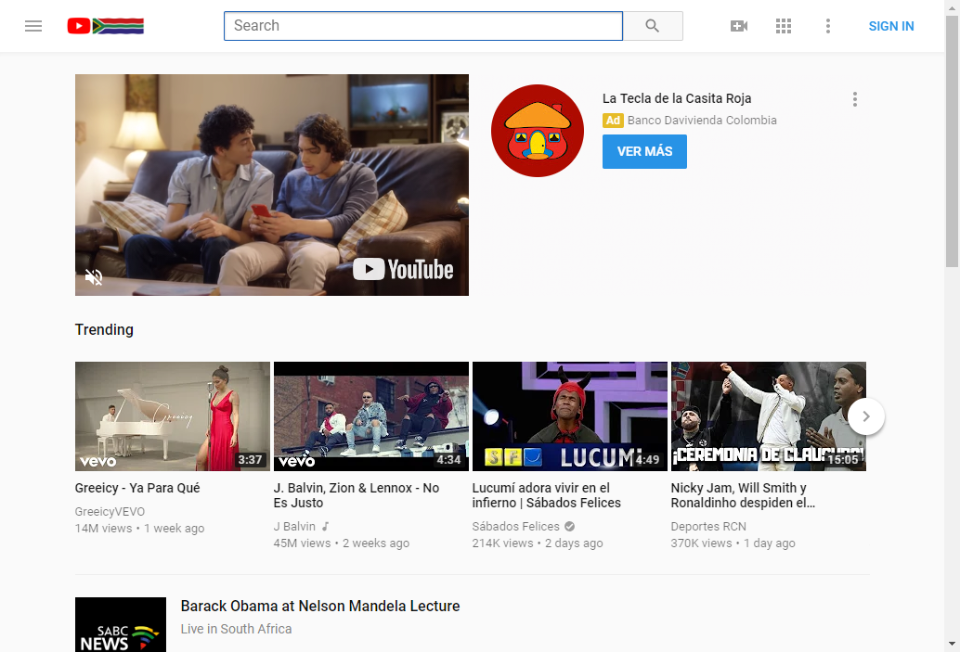 Search
SIGN IN
YouTube
La Tecla de la Casita Roja
Ad Banco Davivienda Colombia
VER MÁS
Trending
Greeicy
vevo
3:37
vevo
4:34
SFD
LUCUMÍ
4:49
¡CEREMONIA DE CLAUSURA!
15:05
Greeicy - Ya Para Qué
GreeicyVEVO
14M views • 1 week ago
J. Balvin, Zion & Lennox - No
Es Justo
J Balvin
45M views • 2 weeks ago
Lucumí adora vivir en el
infierno | Sábados Felices
Sábados Felices
214K views • 2 days ago
Nicky Jam, Will Smith y
Ronaldinho despiden el...
Deportes RCN
370K views • 1 day ago
SABC
NEWS
Barack Obama at Nelson Mandela Lecture
Live in South Africa